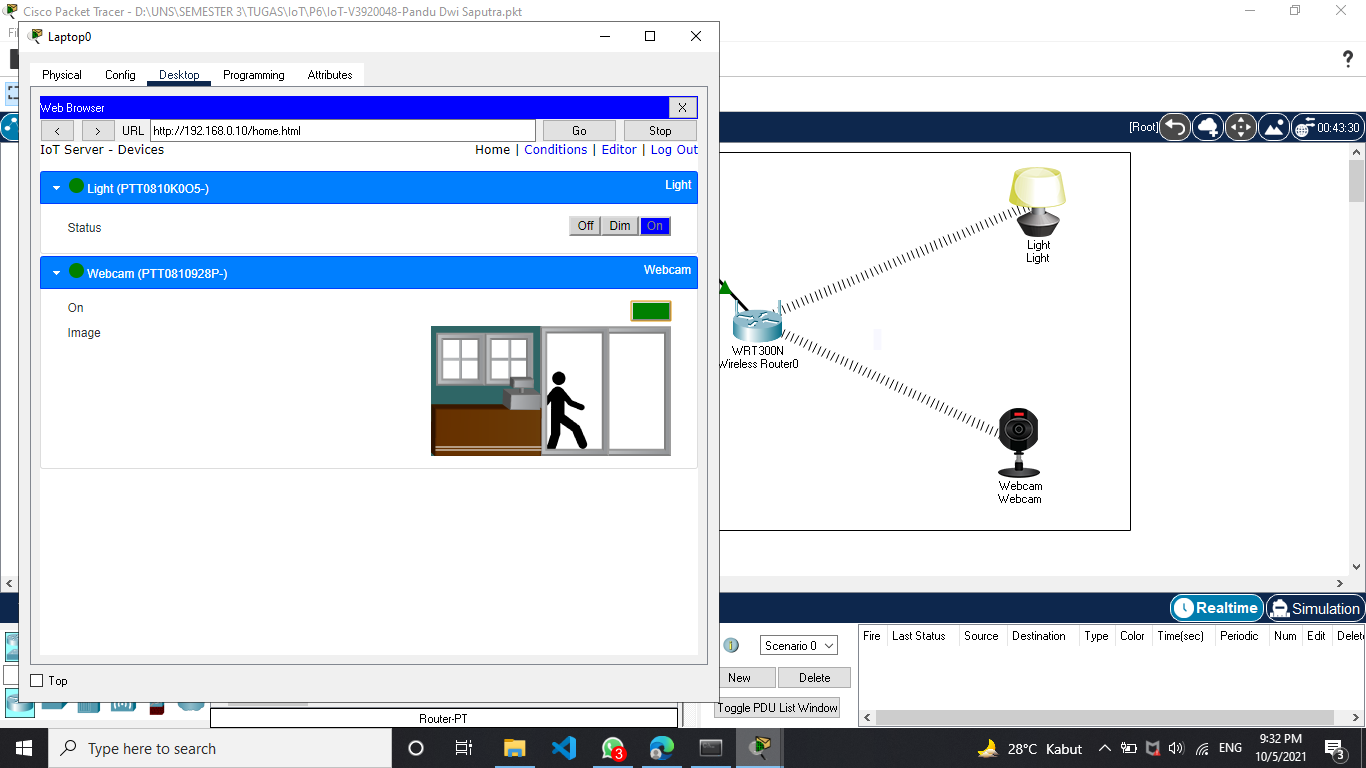 Cisco Packet Tracer - D:\UNS\SEMESTER 3\TUGAS\IoT\P6\IoT-V3920048-Pandu Dwi Saputra.pkt
Laptop0
Physical Config Desktop Programming Attributes
Web Browser X
< > URL http://192.168.0.10/home.html Go Stop
IoT Server - Devices Home | Conditions | Editor | Log Out
Light (PTT0810K0O5-) Light
Status Off Dim On
Webcam (PTT0810928P-) Webcam
On
Image
Top
[Root] 00:43:30
Light
Light
WRT300N
Wireless Router0
Webcam
Webcam
Realtime Simulation
Scenario 0
New Delete
Toggle PDU List Window
Fire Last Status Source Destination Type Color Time(sec) Periodic Num Edit Delete
Router-PT
Type here to search
3
28°C Kabut ENG 9:32 PM
10/5/2021
3